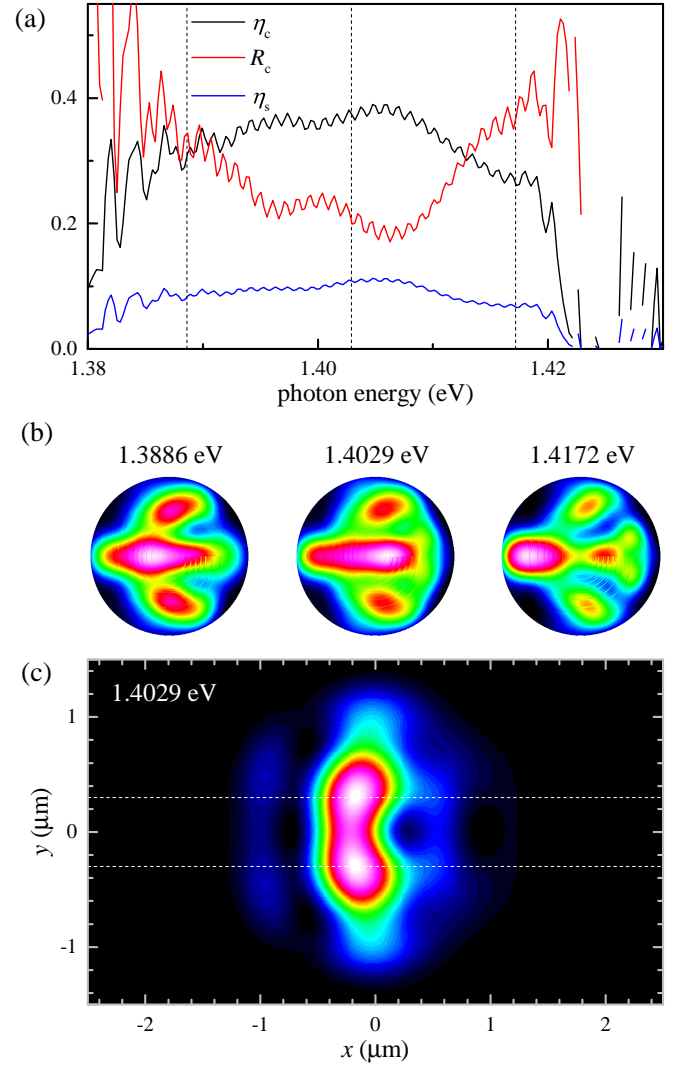 (a)
η_c
R_c
η_s
0.4
0.2
0.0
1.38 1.40 1.42
photon energy (eV)
(b)
1.3886 eV 1.4029 eV 1.4172 eV
(c)
1.4029 eV
1
0
-1
y (μm)
-2 -1 0 1 2
x (μm)